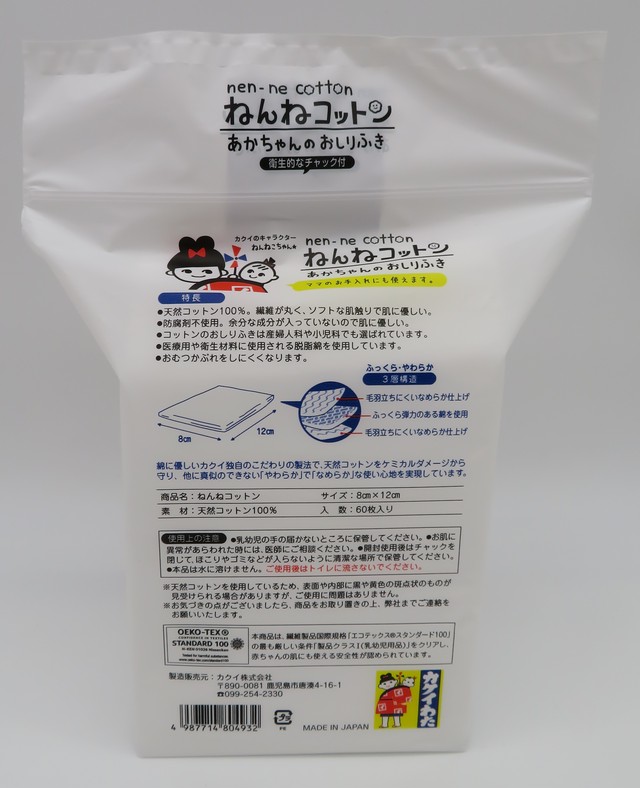 nen-ne cotton
ねんねコットン
あかちゃんのおしりふき
衛生的なチャック付
カクイのキャラクター
ねんねこちゃん
nen-ne cotton
ねんねコットン
あかちゃんのおしりふき
ママのお手入れにも使えます。
特長
●天然コットン100%。繊維が丸く、ソフトな肌触りで肌に優しい。
●防腐剤不使用。余分な成分が入っていないので肌に優しい。
●コットンのおしりふきは産婦人科や小児科でも選ばれています。
●医療用や衛生材料に使用される脱脂綿を使用しています。
●おむつかぶれをしにくくなります。
ふっくら・やわらか
3層構造
毛羽立ちにくいなめらか仕上げ
ふっくら弾力のある綿を使用
毛羽立ちにくいなめらか仕上げ
8cm
12cm
綿に優しいカクイ独自のこだわりの製法で、天然コットンをケミカルダメージから
守り、他に真似のできない「やわらか」で「なめらか」な使い心地を実現しています。
商品名:ねんねコットン サイズ:8cm×12cm
素 材:天然コットン100% 入 数:60枚入り
使用上の注意 ●乳幼児の手の届かないところに保管してください。●お肌に
異常があらわれた時には、医師にご相談ください。●開封使用後はチャックを
閉じて、ほこりやゴミなどが入らないように清潔な場所で保管してください。
●本品は水に溶けません。ご使用後はトイレに流さないでください。
※天然コットンを使用しているため、表面や内部に黒や黄色の斑点状のものが
見受けられる場合がありますが、ご使用に問題はありません。
※お気づきの点がございましたら、商品をお取り置きの上、弊社までご連絡を
お願いいたします。
OEKO-TEX®
CONFIDENCE IN TEXTILES
STANDARD 100
Tested for harmful substances
本商品は、繊維製品国際規格「エコテックス®スタンダード100」
の最も厳しい条件「製品クラスⅠ(乳幼児用品)」をクリアし、
赤ちゃんの肌にも使える安全性が認められています。
製造販売元:カクイ株式会社
〒890-0081 鹿児島市唐湊4-16-1
☎099-254-2330
4 987714 804932
プラ
PE
MADE IN JAPAN
カクイわた